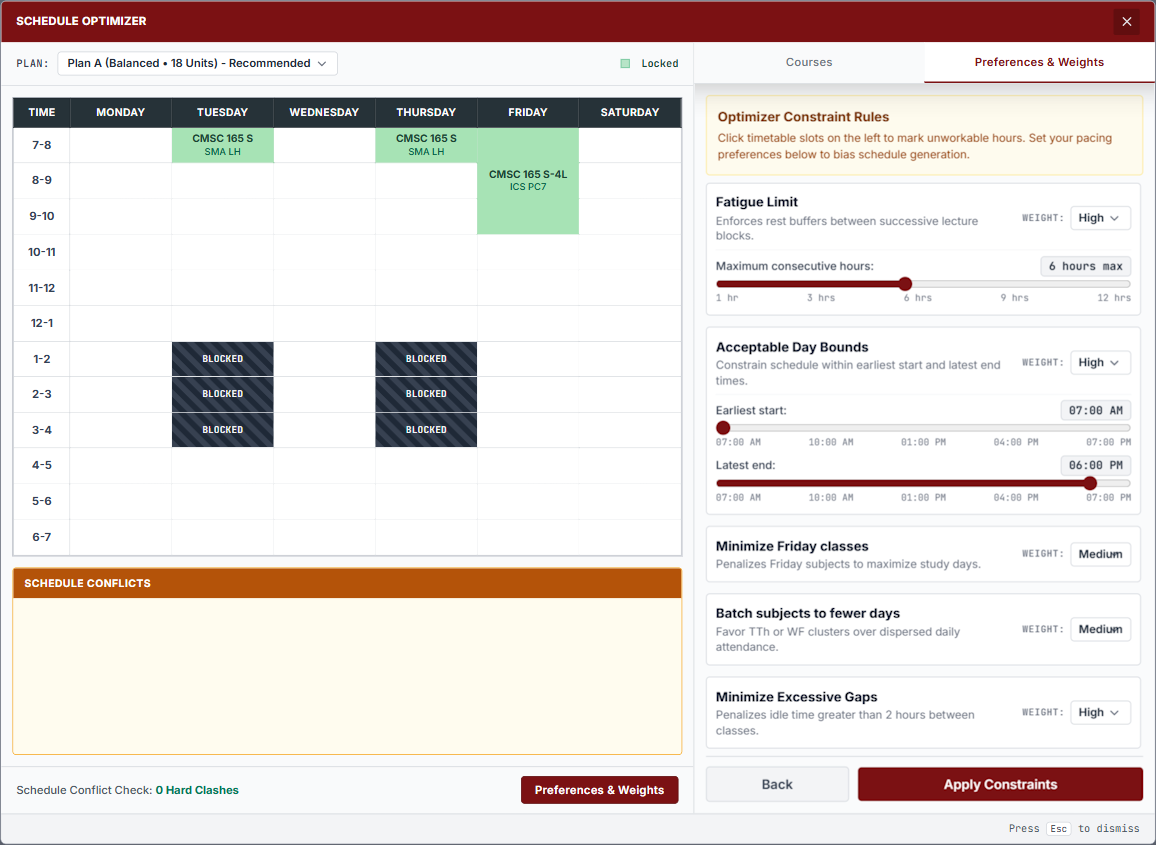 SCHEDULE OPTIMIZER
PLAN: Plan A (Balanced • 18 Units) - Recommended
Locked
Courses
Preferences & Weights
TIME MONDAY TUESDAY WEDNESDAY THURSDAY FRIDAY SATURDAY
7-8
CMSC 165 S
SMA LH
CMSC 165 S
SMA LH
8-9
CMSC 165 S-4L
ICS PC7
9-10
10-11
11-12
12-1
1-2 BLOCKED BLOCKED
2-3 BLOCKED BLOCKED
3-4 BLOCKED BLOCKED
4-5
5-6
6-7
SCHEDULE CONFLICTS
Schedule Conflict Check: 0 Hard Clashes
Preferences & Weights
Optimizer Constraint Rules
Click timetable slots on the left to mark unworkable hours. Set your pacing
preferences below to bias schedule generation.
Fatigue Limit
Enforces rest buffers between successive lecture
blocks.
WEIGHT: High
Maximum consecutive hours: 6 hours max
1 hr 3 hrs 6 hrs 9 hrs 12 hrs
Acceptable Day Bounds
Constrain schedule within earliest start and latest end
times.
WEIGHT: High
Earliest start: 07:00 AM
07:00 AM 10:00 AM 01:00 PM 04:00 PM 07:00 PM
Latest end: 06:00 PM
07:00 AM 10:00 AM 01:00 PM 04:00 PM 07:00 PM
Minimize Friday classes
Penalizes Friday subjects to maximize study days.
WEIGHT: Medium
Batch subjects to fewer days
Favor TTh or WF clusters over dispersed daily
attendance.
WEIGHT: Medium
Minimize Excessive Gaps
Penalizes idle time greater than 2 hours between
classes.
WEIGHT: High
Back
Apply Constraints
Press Esc to dismiss